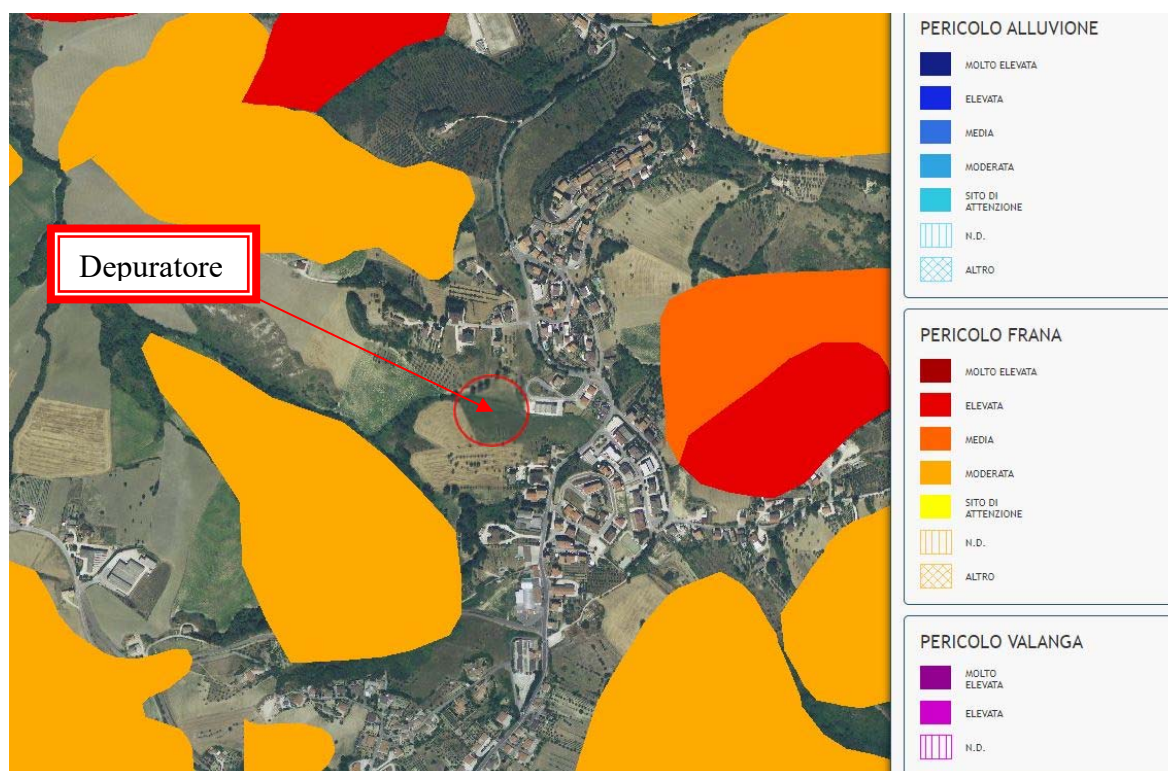 Depuratore
PERICOLO ALLUVIONE
MOLTO ELEVATA
ELEVATA
MEDIA
MODERATA
SITO DI
ATTENZIONE
N.D.
ALTRO
PERICOLO FRANA
MOLTO ELEVATA
ELEVATA
MEDIA
MODERATA
SITO DI
ATTENZIONE
N.D.
ALTRO
PERICOLO VALANGA
MOLTO
ELEVATA
ELEVATA
N.D.